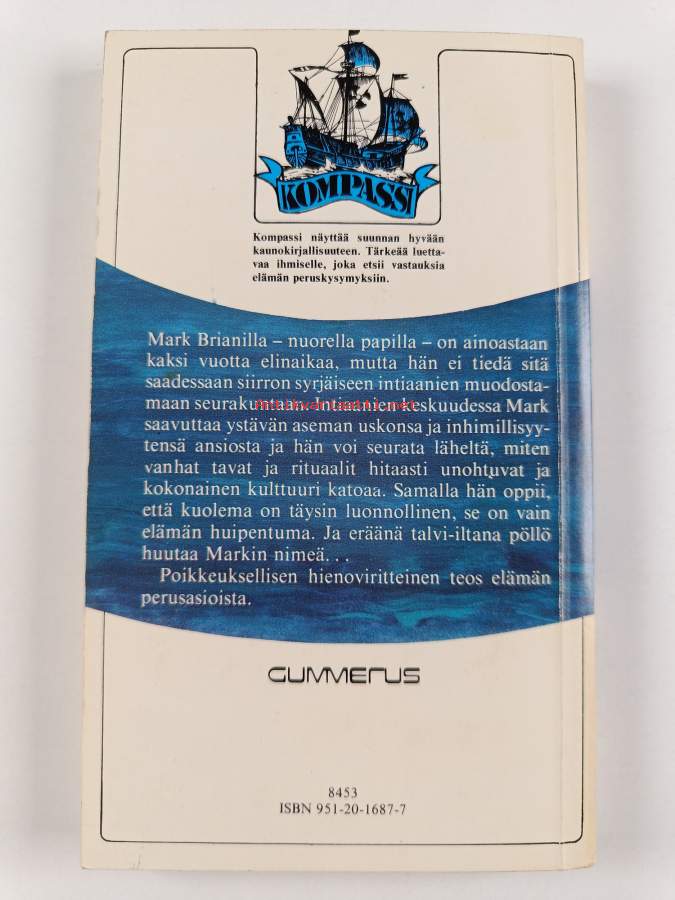 KOMPASSI
Kompassi näyttää suunnan hyvään
kaunokirjallisuuteen. Tärkeää luetta-
vaa ihmiselle, joka etsii vastauksia
elämän peruskysymyksiin.
Mark Brianilla – nuorella papilla – on ainoastaan
kaksi vuotta elinaikaa, mutta hän ei tiedä sitä
saadessaan siirron syrjäiseen intiaanien muodosta-
maan seurakuntaan. Intiaanien keskuudessa Mark
saavuttaa ystävän aseman uskonsa ja inhimillisyy-
tensä ansiosta ja hän voi seurata läheltä, miten
vanhat tavat ja rituaalit hitaasti unohtuvat ja
kokonainen kulttuuri katoaa. Samalla hän oppii,
että kuolema on täysin luonnollinen, se on vain
elämän huipentuma. Ja eräänä talvi-iltana pöllö
huutaa Markin nimeä. . .
Poikkeuksellisen hienoviritteinen teos elämän
perusasioista.
GUMMERUS
8453
ISBN 951-20-1687-7